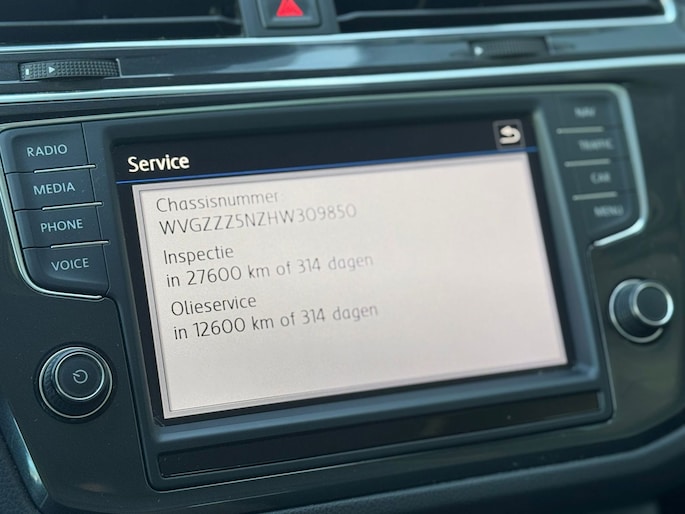 Service
Chassisnummer
WVGZZZ5NZHW309850
Inspectie
in 27600 km of 314 dagen
Olieservice
in 12600 km of 314 dagen
RADIO
MEDIA
PHONE
VOICE
NAV
TRAFFIC
CAR
MENU